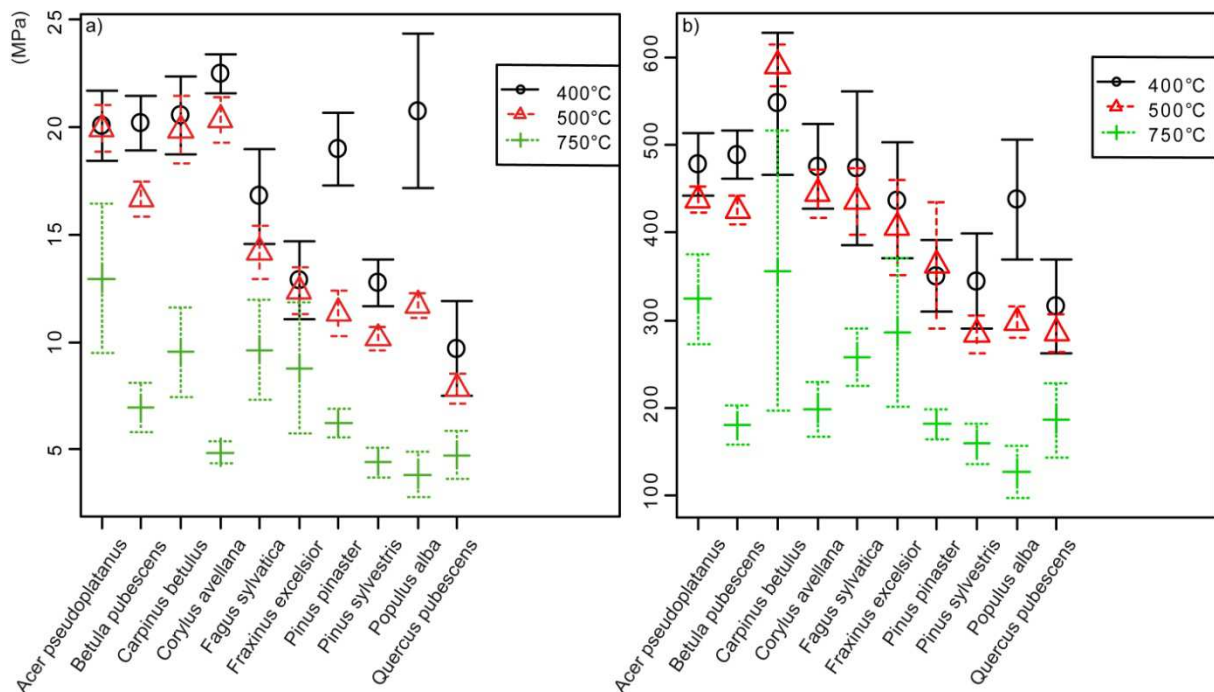 (MPa)
a)
25
20
15
10
5
400°C
500°C
750°C
Acer pseudoplatanus
Betula pubescens
Carpinus betulus
Corylus avellana
Fagus sylvatica
Fraxinus excelsior
Pinus pinaster
Pinus sylvestris
Populus alba
Quercus pubescens
b)
600
500
400
300
200
100
400°C
500°C
750°C
Acer pseudoplatanus
Betula pubescens
Carpinus betulus
Corylus avellana
Fagus sylvatica
Fraxinus excelsior
Pinus pinaster
Pinus sylvestris
Populus alba
Quercus pubescens